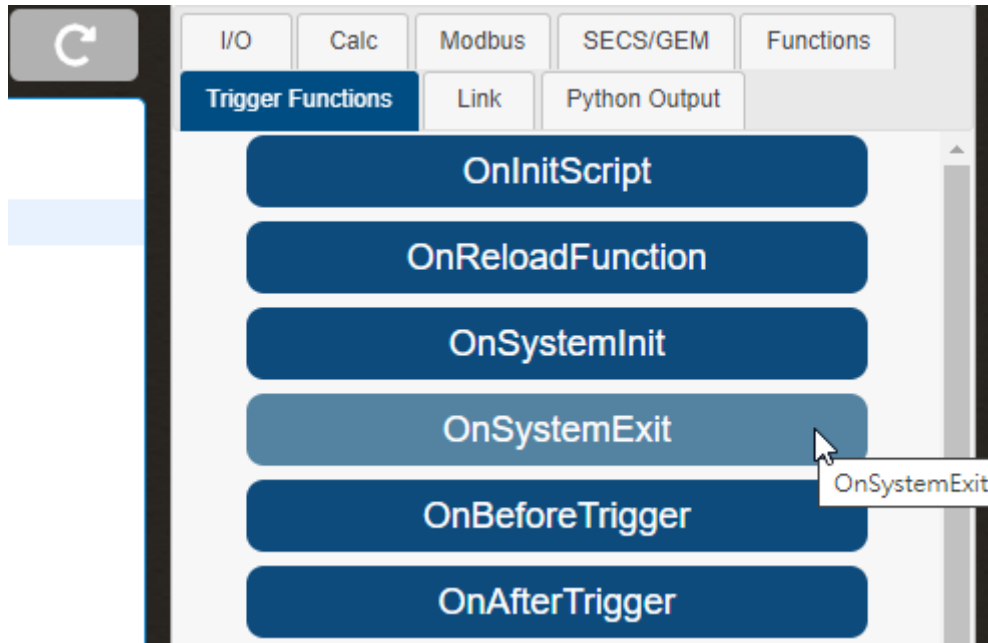 I/O Calc Modbus SECS/GEM Functions
Trigger Functions Link Python Output
OnInitScript
OnReloadFunction
OnSystemInit
OnSystemExit
OnSystemExit
OnBeforeTrigger
OnAfterTrigger